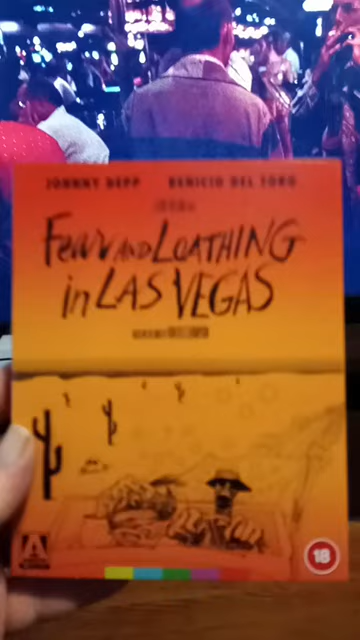 JOHNNY DEPP BENICIO DEL TORO
FEAR AND LOATHING
in LAS VEGAS
A
18